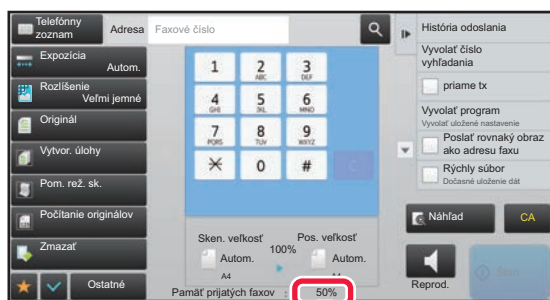 Telefónny
zoznam
Adresa
Faxové číslo
Expozícia
Autom.
Rozlíšenie
Veľmi jemné
Originál
Vytvor. úlohy
Pom. rež. sk.
Počítanie originálov
Zmazať
Ostatné
1
2
ABC
3
DEF
4
GHI
5
JKL
6
MNO
7
PQRS
8
TUV
9
WXYZ
0
#
C
Sken. veľkosť
100%
Pos. veľkosť
Autom.
A4
Autom.
A4
Pamäť prijatých faxov : 50%
História odoslania
Vyvolať číslo
vyhľadania
priame tx
Vyvolať program
Vyvolať uložené nastavenie
Poslať rovnaký obraz
ako adresu faxu
Rýchly súbor
Dočasné uloženie dát
Náhľad
CA
Reprod.
Štart